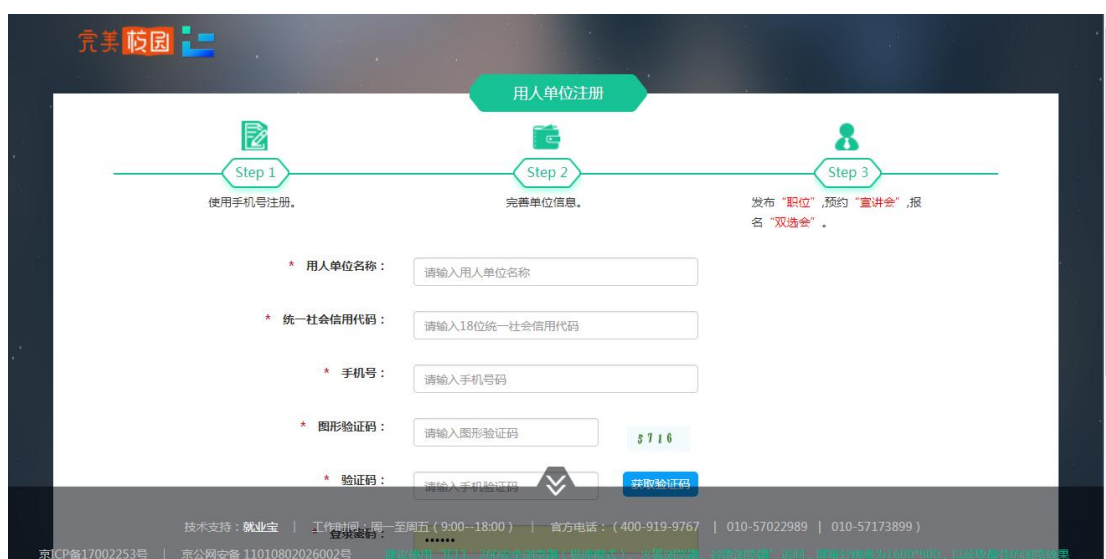 完美校园
用人单位注册
Step 1
Step 2
Step 3
使用手机号注册。
完善单位信息。
发布“职位”,预约“宣讲会”,报
名“双选会”。
* 用人单位名称：
请输入用人单位名称
* 统一社会信用代码：
请输入18位统一社会信用代码
* 手机号：
请输入手机号码
* 图形验证码：
请输入图形验证码
5716
* 验证码：
请输入手机验证码
获取验证码
技术支持：就业宝 | 工作时间：周一至周五（9:00--18:00） | 官方电话：（400-919-9767 | 010-57022989 | 010-57173899）
* 登录密码：
••••••
京ICP备17002253号 | 京公网安备 11010802026002号